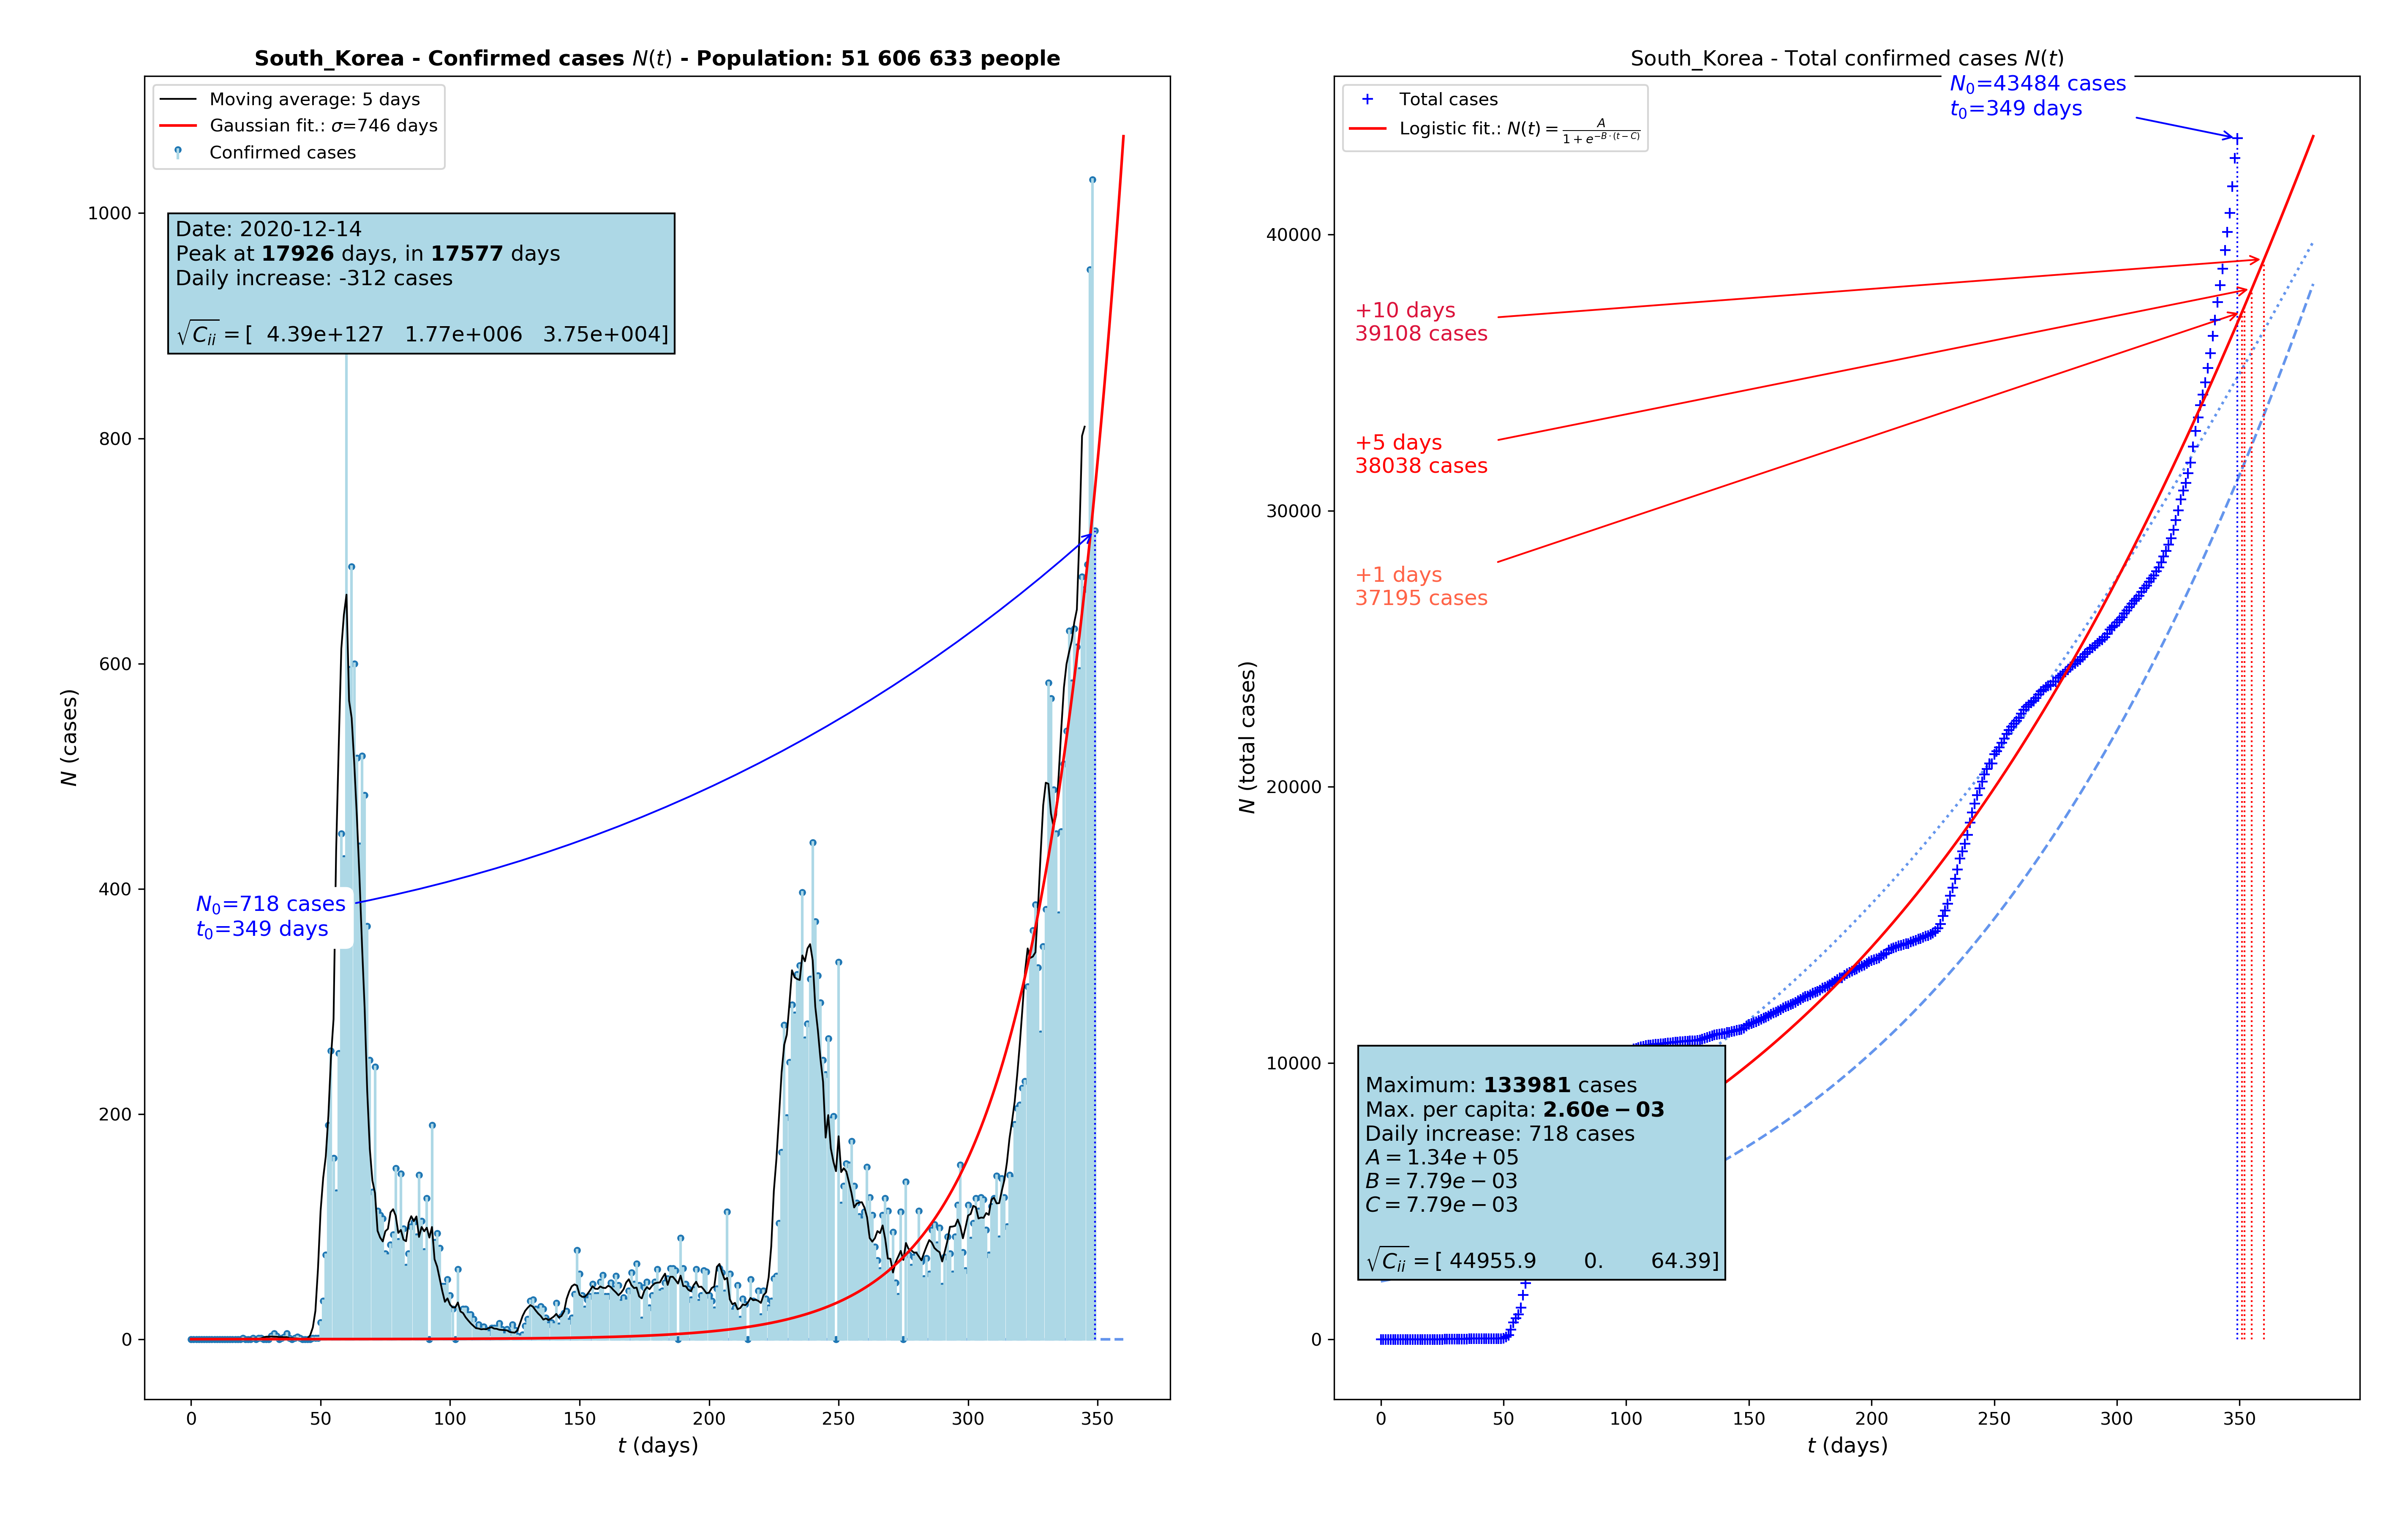 South_Korea - Confirmed cases N(t) - Population: 51 606 633 people
Moving average: 5 days
Gaussian fit.: σ=746 days
Confirmed cases
Date: 2020-12-14
Peak at 17926 days, in 17577 days
Daily increase: -312 cases
√C_ii = [ 4.39e+127 1.77e+006 3.75e+004]
N_0=718 cases
t_0=349 days
1000
800
600
400
200
0
N (cases)
0 50 100 150 200 250 300 350
t (days)
South_Korea - Total confirmed cases N(t)
Total cases
Logistic fit.: N(t) = A / (1 + e^{-B·(t-C)})
N_0=43484 cases
t_0=349 days
+10 days
39108 cases
+5 days
38038 cases
+1 days
37195 cases
Maximum: 133981 cases
Max. per capita: 2.60e − 03
Daily increase: 718 cases
A = 1.34e + 05
B = 7.79e − 03
C = 7.79e − 03
√C_ii = [ 44955.9 0. 64.39]
40000
30000
20000
10000
0
N (total cases)
0 50 100 150 200 250 300 350
t (days)